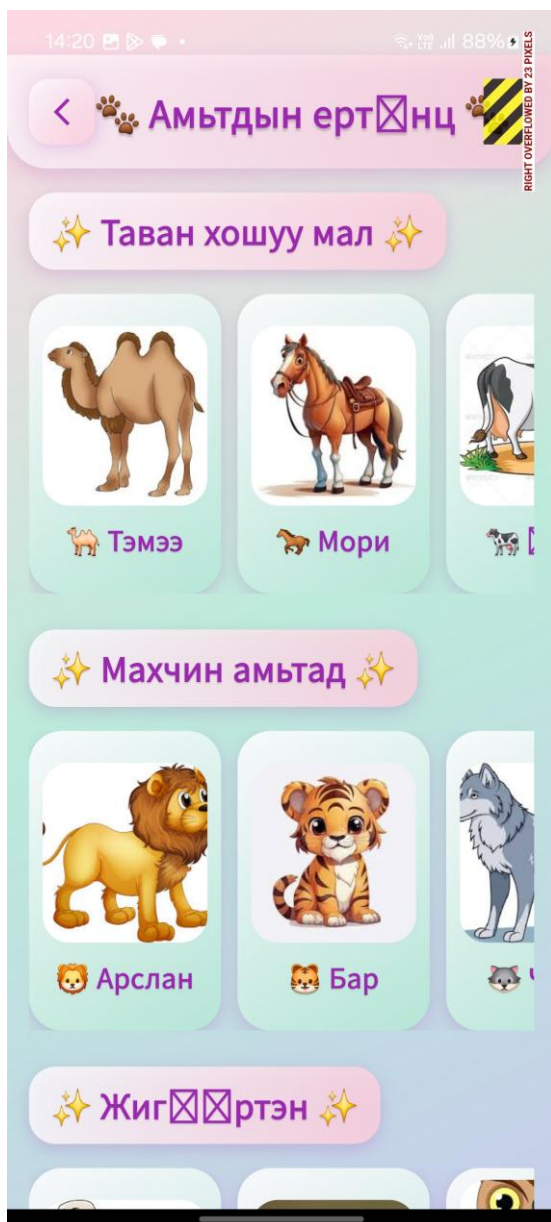 14:20
88%
Амьтдын ерт☒нц
RIGHT OVERFLOWED BY 23 PIXELS
Таван хошуу мал
Тэмээ
Мори
Махчин амьтад
Арслан
Бар
Жиг☒☒ртэн